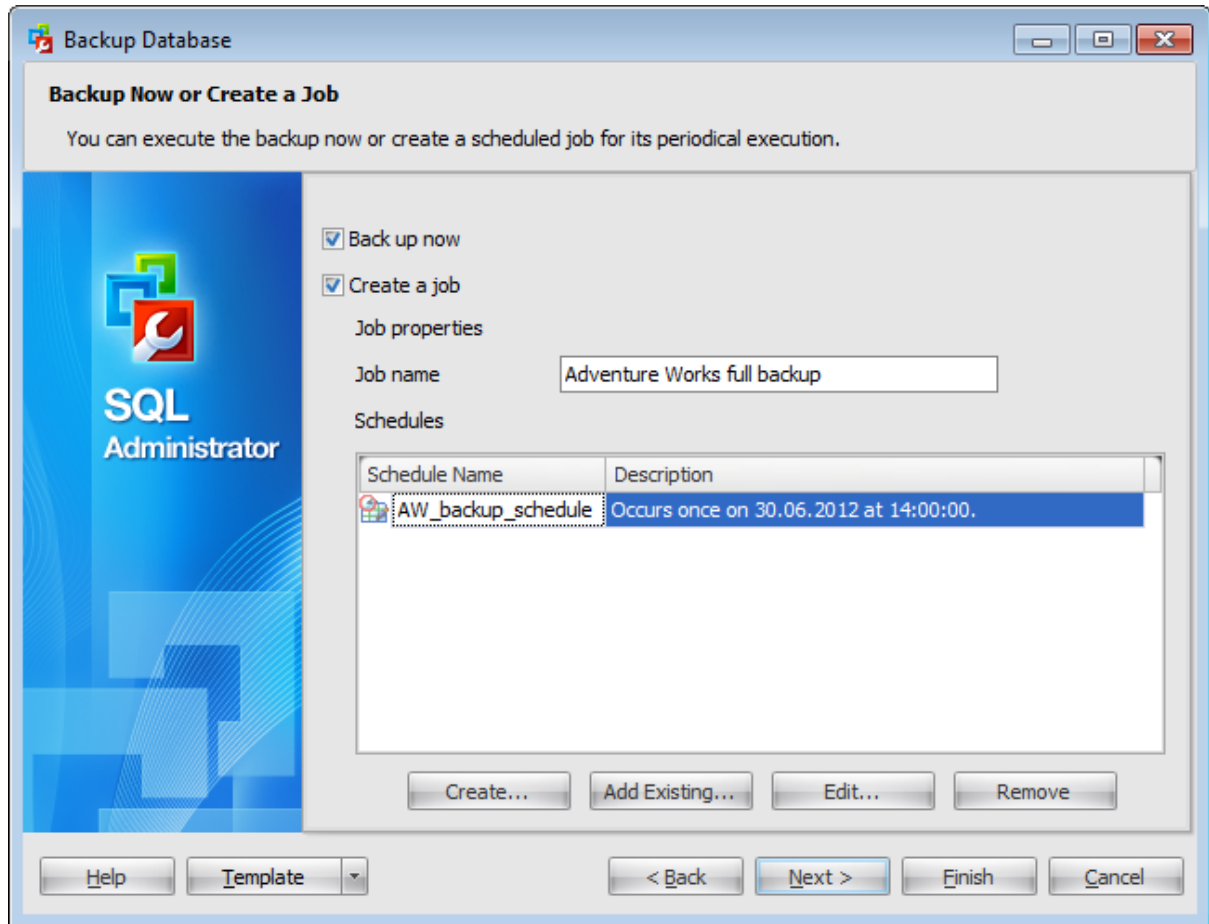 Backup Database
Backup Now or Create a Job
You can execute the backup now or create a scheduled job for its periodical execution.
Back up now
Create a job
Job properties
Job name Adventure Works full backup
SQL
Administrator
Schedules
Schedule Name Description
AW_backup_schedule Occurs once on 30.06.2012 at 14:00:00.
Create... Add Existing... Edit... Remove
Help Template < Back Next > Finish Cancel